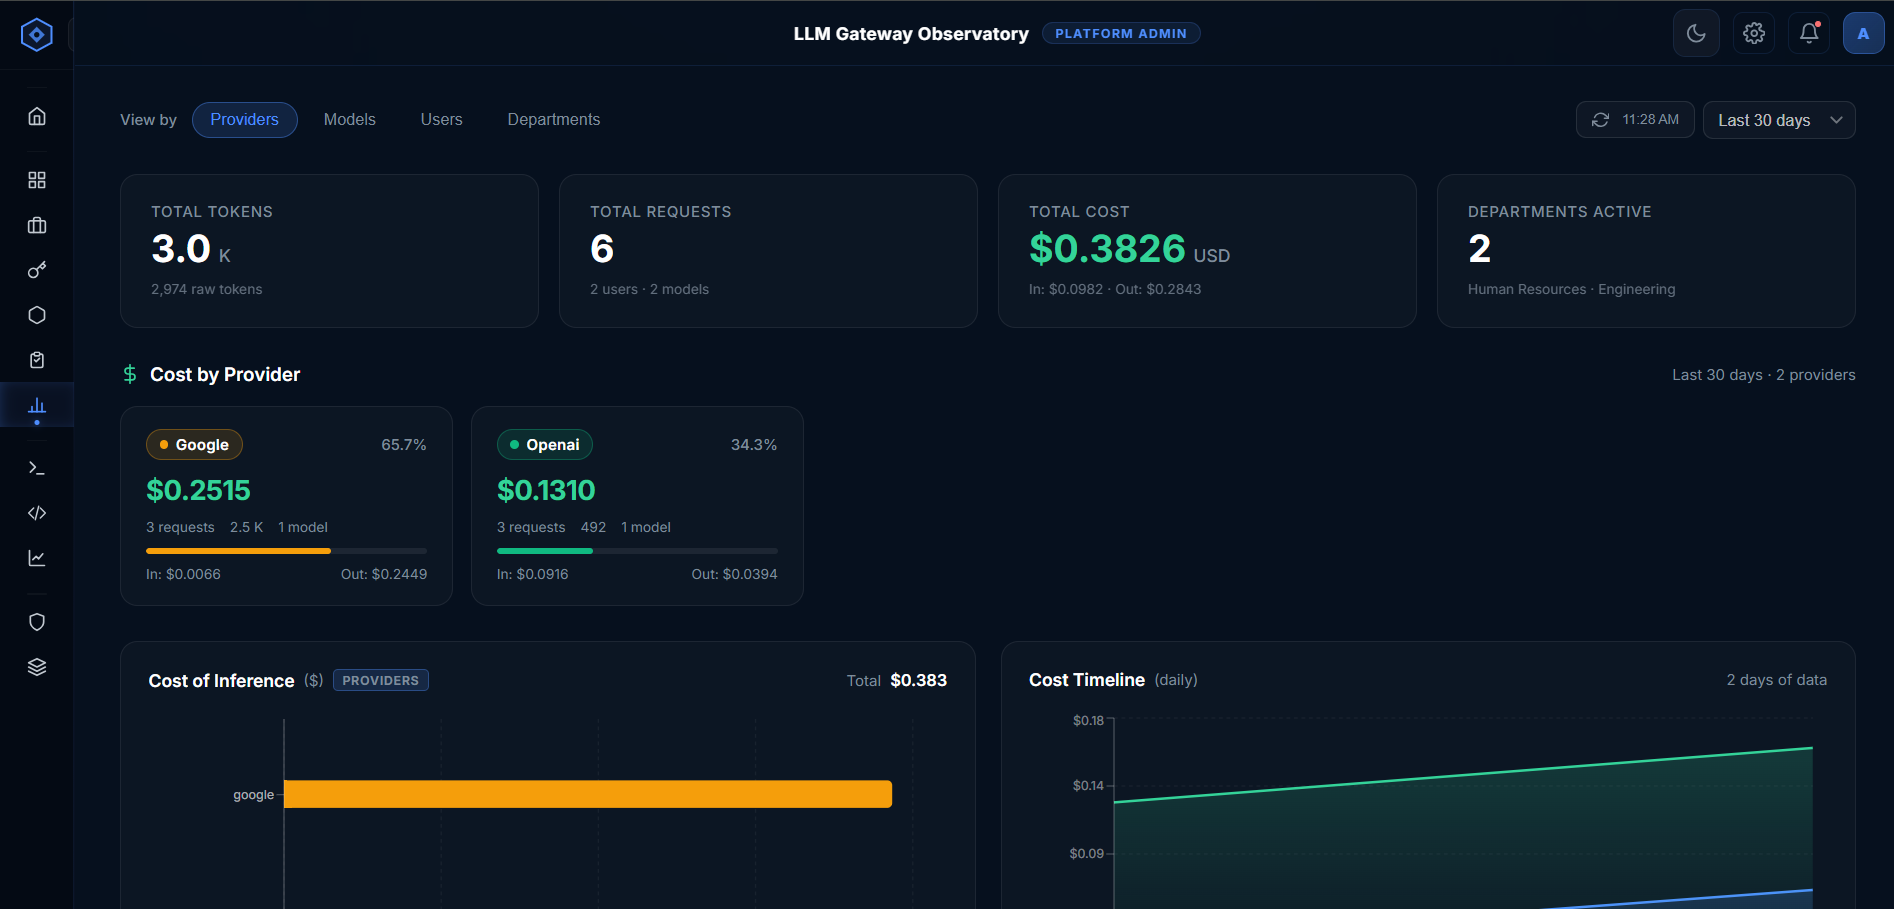 LLM Gateway Observatory PLATFORM ADMIN
A
View by Providers Models Users Departments
11:28 AM
Last 30 days
TOTAL TOKENS
3.0 K
2,974 raw tokens
TOTAL REQUESTS
6
2 users · 2 models
TOTAL COST
$0.3826 USD
In: $0.0982 · Out: $0.2843
DEPARTMENTS ACTIVE
2
Human Resources · Engineering
$ Cost by Provider
Last 30 days · 2 providers
Google 65.7%
$0.2515
3 requests 2.5 K 1 model
In: $0.0066 Out: $0.2449
Openai 34.3%
$0.1310
3 requests 492 1 model
In: $0.0916 Out: $0.0394
Cost of Inference ($) PROVIDERS
Total $0.383
google
Cost Timeline (daily)
2 days of data
$0.18
$0.14
$0.09